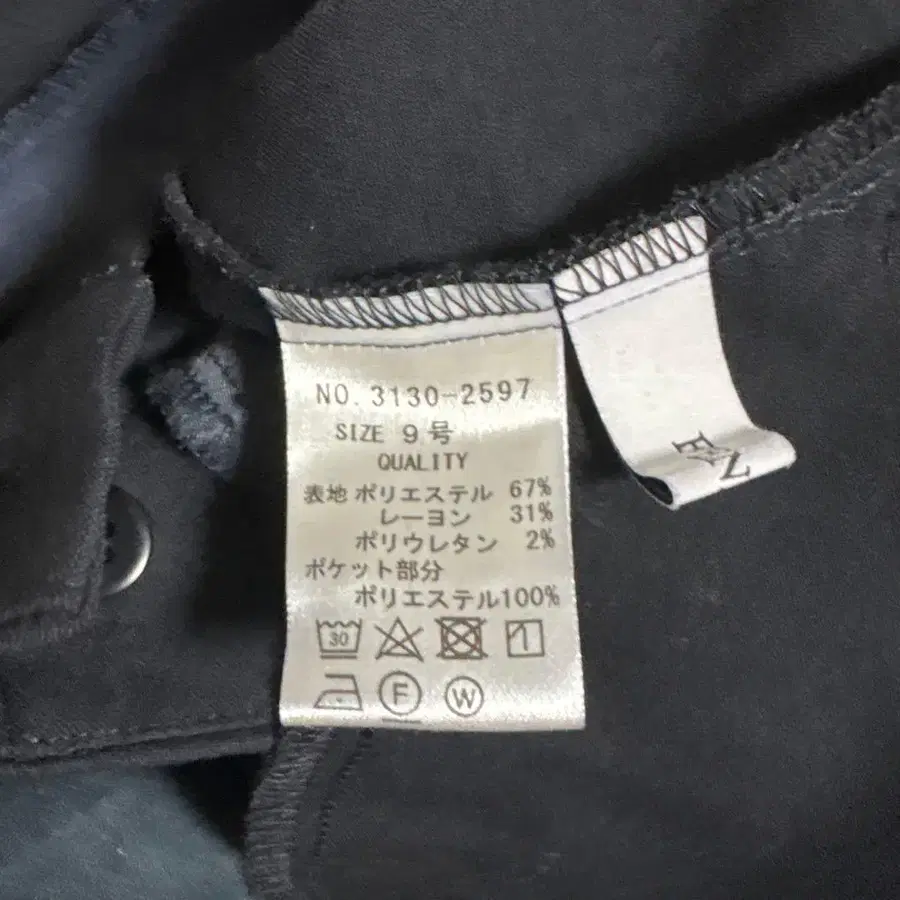 NO. 3130-2597
SIZE 9号
QUALITY
表地 ポリエステル 67%
レーヨン 31%
ポリウレタン 2%
ポケット部分
ポリエステル100%
30
F
W